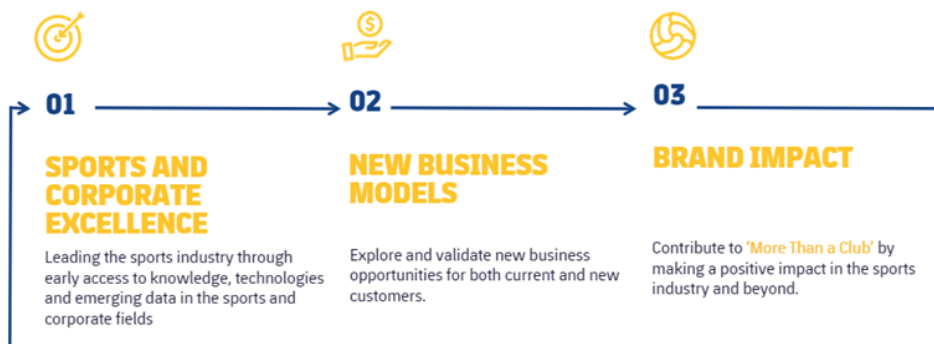 01
SPORTS AND
CORPORATE
EXCELLENCE
Leading the sports industry through
early access to knowledge, technologies
and emerging data in the sports and
corporate fields
$
02
NEW BUSINESS
MODELS
Explore and validate new business
opportunities for both current and new
customers.
03
BRAND IMPACT
Contribute to ‘More Than a Club’ by
making a positive impact in the sports
industry and beyond.